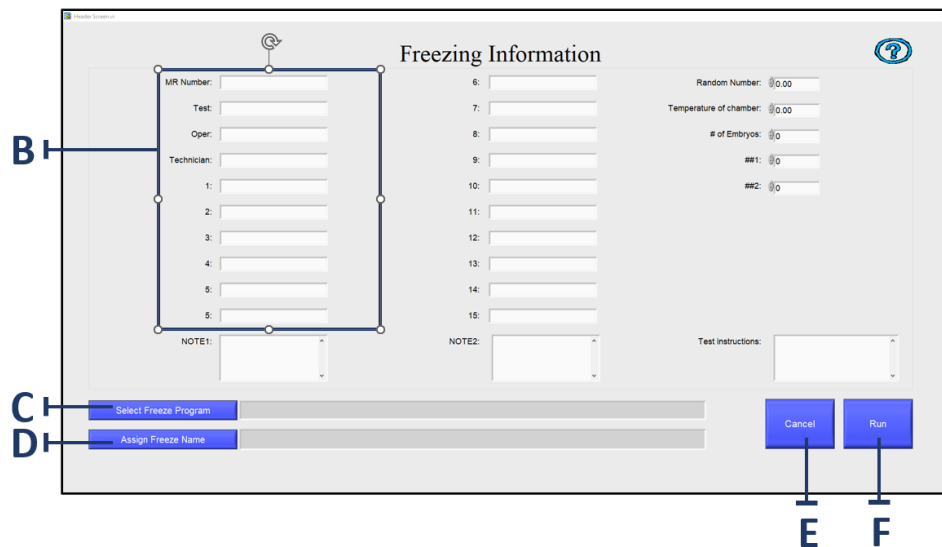 Header Screen.vi
Freezing Information
?
MR Number:
Test:
Oper:
Technician:
1:
2:
3:
4:
5:
5:
NOTE1:
6:
7:
8:
9:
10:
11:
12:
13:
14:
15:
NOTE2:
Random Number: 0.00
Temperature of chamber: 0.00
# of Embryos: 0
##1: 0
##2: 0
Test instructions:
Select Freeze Program
Assign Freeze Name
Cancel
Run
B
C
D
E
F